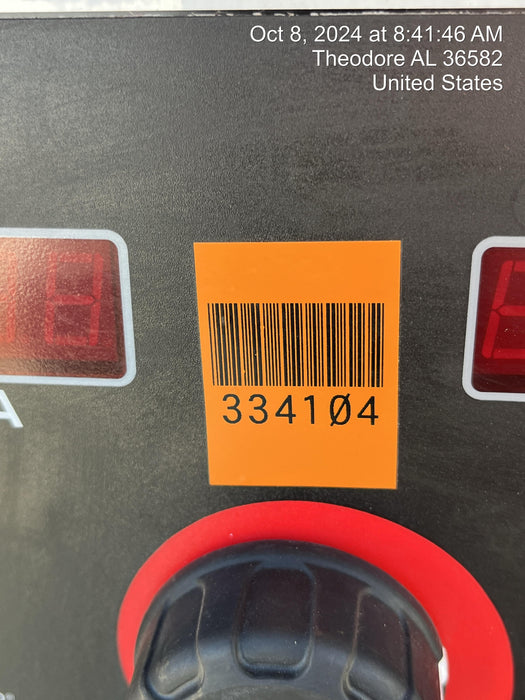 Oct 8, 2024 at 8:41:46 AM
Theodore AL 36582
United States
A
334104